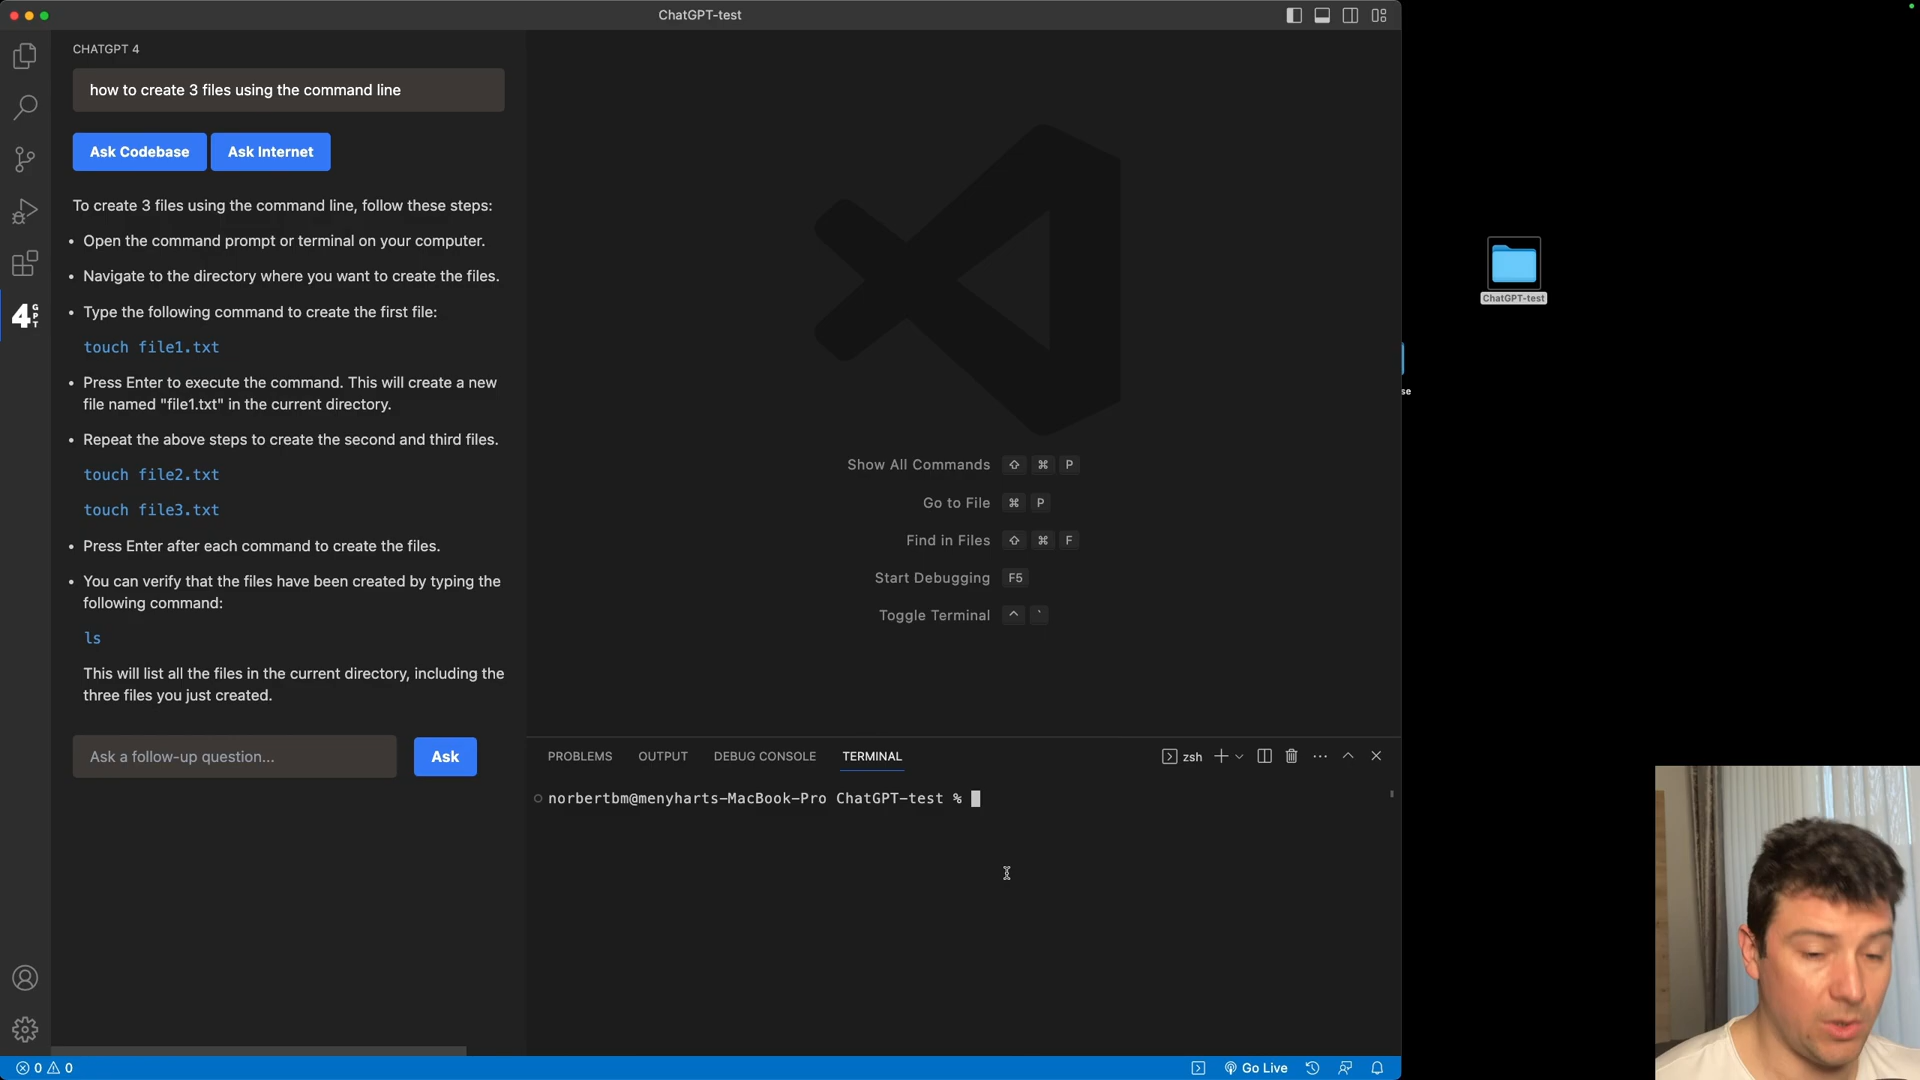 ChatGPT-test
CHATGPT 4
how to create 3 files using the command line
Ask Codebase
Ask Internet
To create 3 files using the command line, follow these steps:
• Open the command prompt or terminal on your computer.
• Navigate to the directory where you want to create the files.
• Type the following command to create the first file:
touch file1.txt
• Press Enter to execute the command. This will create a new
file named "file1.txt" in the current directory.
• Repeat the above steps to create the second and third files.
touch file2.txt
touch file3.txt
• Press Enter after each command to create the files.
• You can verify that the files have been created by typing the
following command:
ls
This will list all the files in the current directory, including the
three files you just created.
Ask a follow-up question...
Ask
4 GPT
Show All Commands ⇧ ⌘ P
Go to File ⌘ P
Find in Files ⇧ ⌘ F
Start Debugging F5
Toggle Terminal ^ `
PROBLEMS OUTPUT DEBUG CONSOLE TERMINAL
zsh
norbertbm@menyharts-MacBook-Pro ChatGPT-test %
0 0
Go Live
ChatGPT-test
se